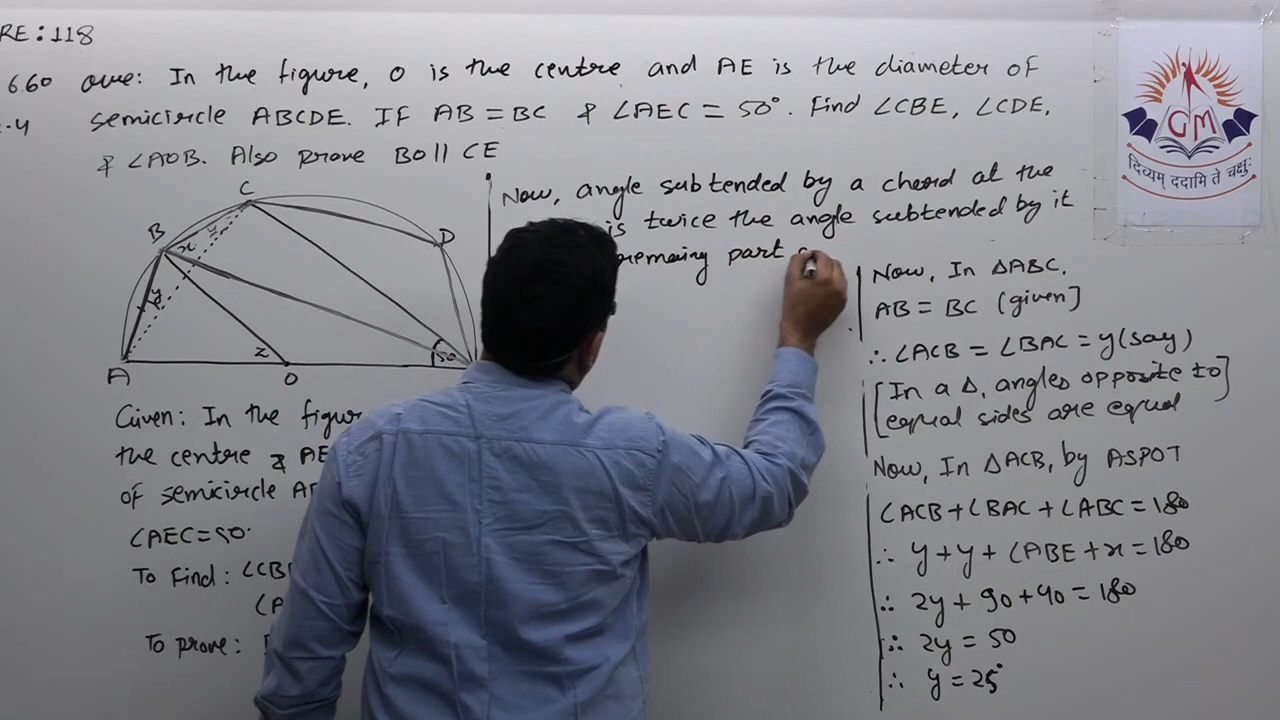 RE: 118
660 Que: In the figure, O is the centre and AE is the diameter of
semicircle ABCDE. IF AB = BC & ∠AEC = 50°. Find ∠CBE, ∠CDE,
& ∠AOB. Also prove BO || CE
GM
दिव्यम् ददामि ते चक्षुः
C
B
D
A
O
x
y
y
z
50
Given: In the figur
the centre & AE
of semicircle AB
∠AEC=50°
To Find: ∠CB
∠A
To prove:
Now, angle subtended by a chord at the
is twice the angle subtended by it
remaing part
Now, In ΔABC,
AB = BC (given]
∴ ∠ACB = ∠BAC = y(say)
[In a Δ, angles opposite to]
equal sides are equal
Now, In ΔACB, by ASPOT
∠ACB+∠BAC+∠ABC=180
∴ y+y+∠ABE+x=180
∴ 2y+90+40=180
∴ 2y = 50
∴ y=25°